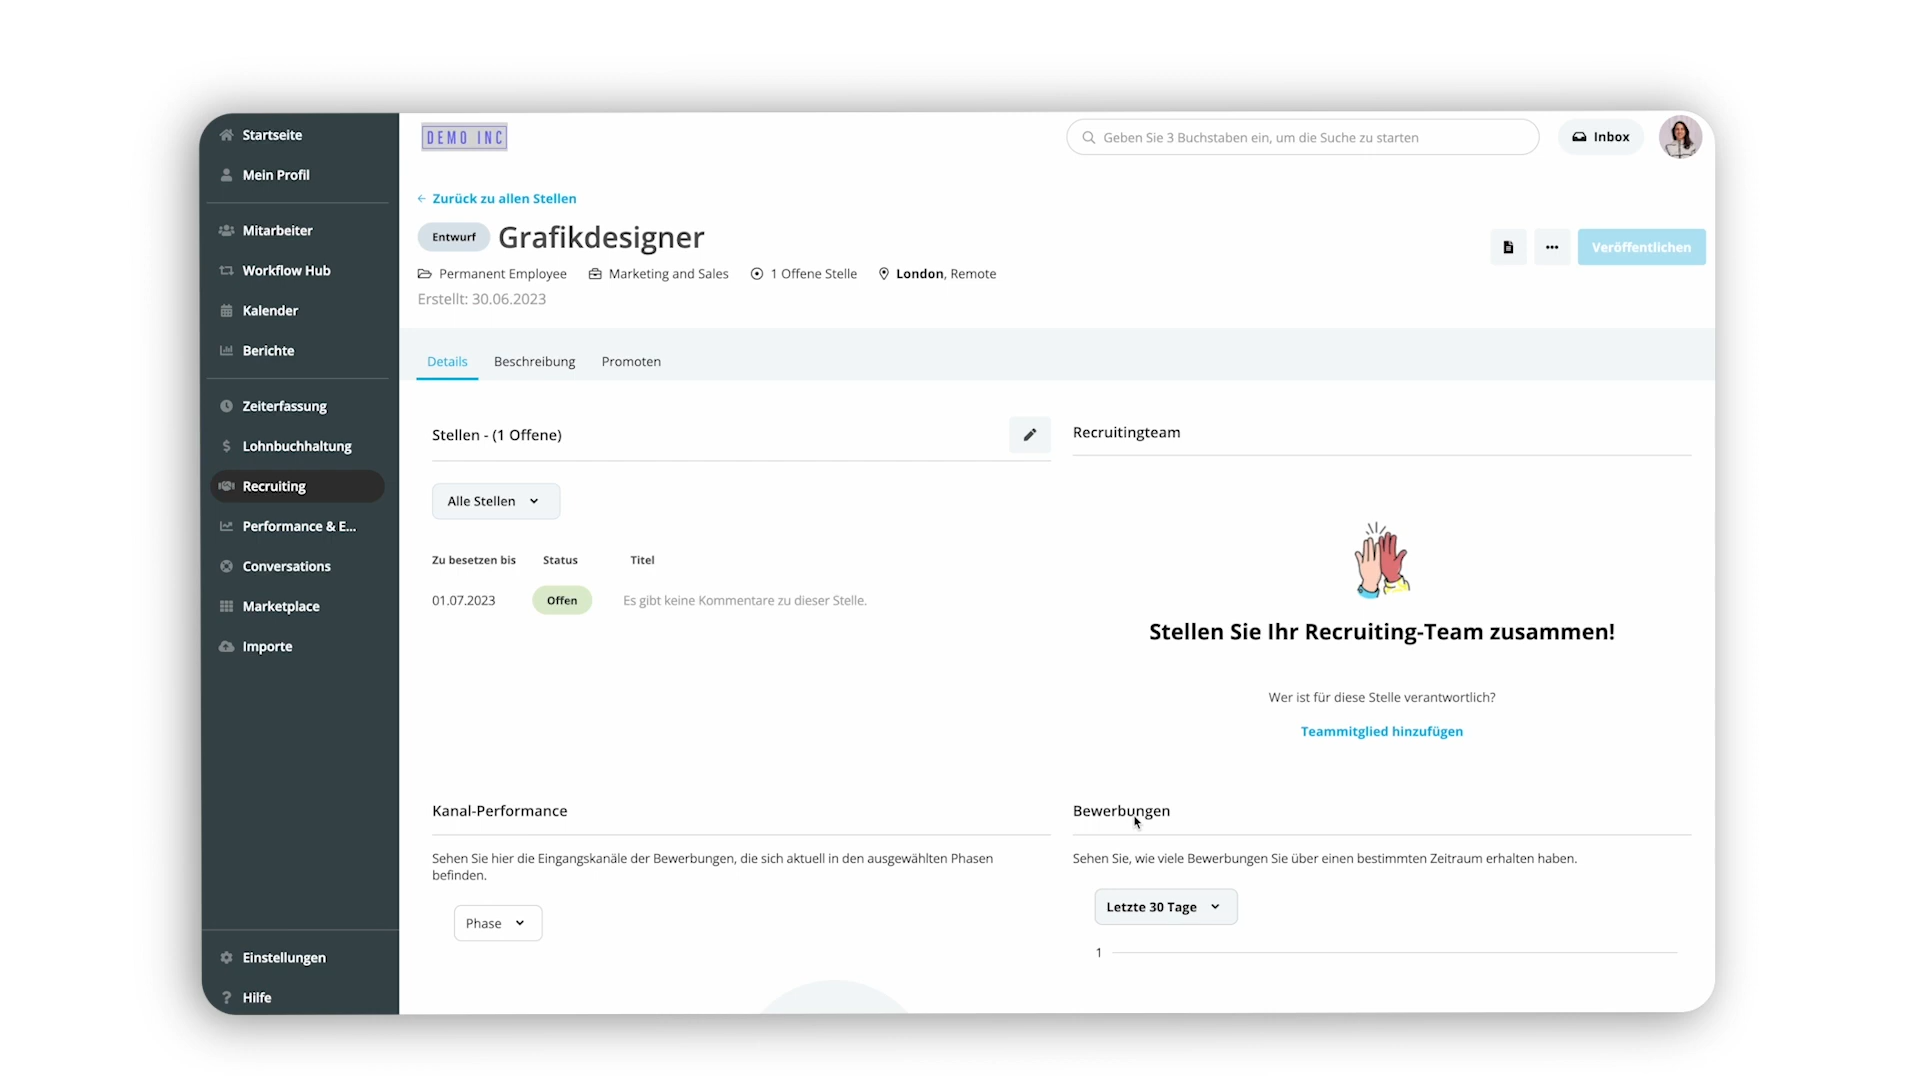 Startseite
Mein Profil
Mitarbeiter
Workflow Hub
Kalender
Berichte
Zeiterfassung
Lohnbuchhaltung
Recruiting
Performance & E...
Conversations
Marketplace
Importe
Einstellungen
Hilfe
DEMO INC
Geben Sie 3 Buchstaben ein, um die Suche zu starten
Inbox
← Zurück zu allen Stellen
Entwurf Grafikdesigner
Veröffentlichen
Permanent Employee Marketing and Sales 1 Offene Stelle London, Remote
Erstellt: 30.06.2023
Details Beschreibung Promoten
Stellen - (1 Offene)
Alle Stellen
Zu besetzen bis Status Titel
01.07.2023 Offen Es gibt keine Kommentare zu dieser Stelle.
Recruitingteam
Stellen Sie Ihr Recruiting-Team zusammen!
Wer ist für diese Stelle verantwortlich?
Teammitglied hinzufügen
Kanal-Performance
Sehen Sie hier die Eingangskanäle der Bewerbungen, die sich aktuell in den ausgewählten Phasen
befinden.
Phase
Bewerbungen
Sehen Sie, wie viele Bewerbungen Sie über einen bestimmten Zeitraum erhalten haben.
Letzte 30 Tage
1